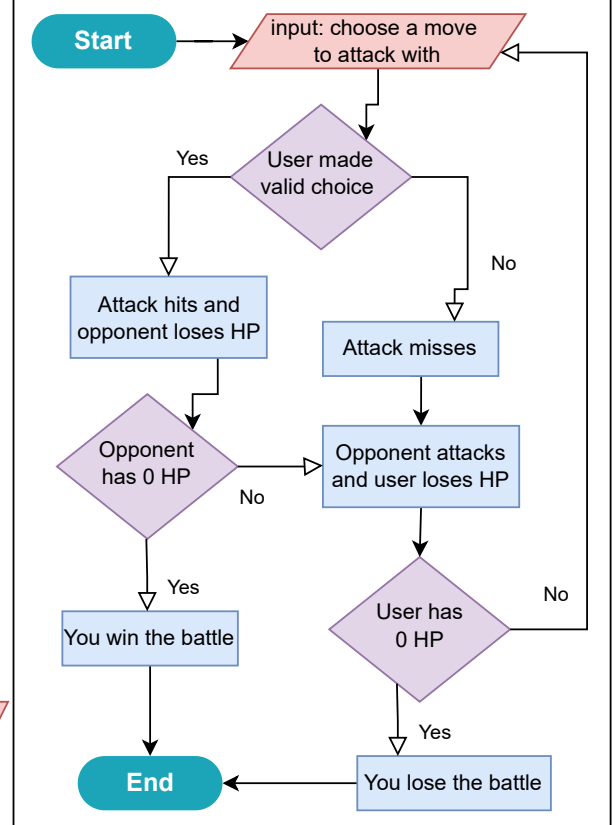 Start
input: choose a move
to attack with
User made
valid choice
Yes
No
Attack hits and
opponent loses HP
Attack misses
Opponent
has 0 HP
No
Opponent attacks
and user loses HP
Yes
You win the battle
User has
0 HP
No
Yes
End
You lose the battle